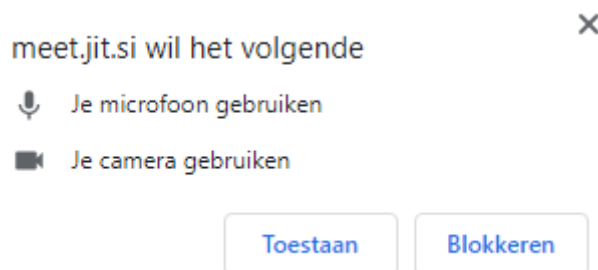 meet.jit.si wil het volgende
Je microfoon gebruiken
Je camera gebruiken
Toestaan Blokkeren